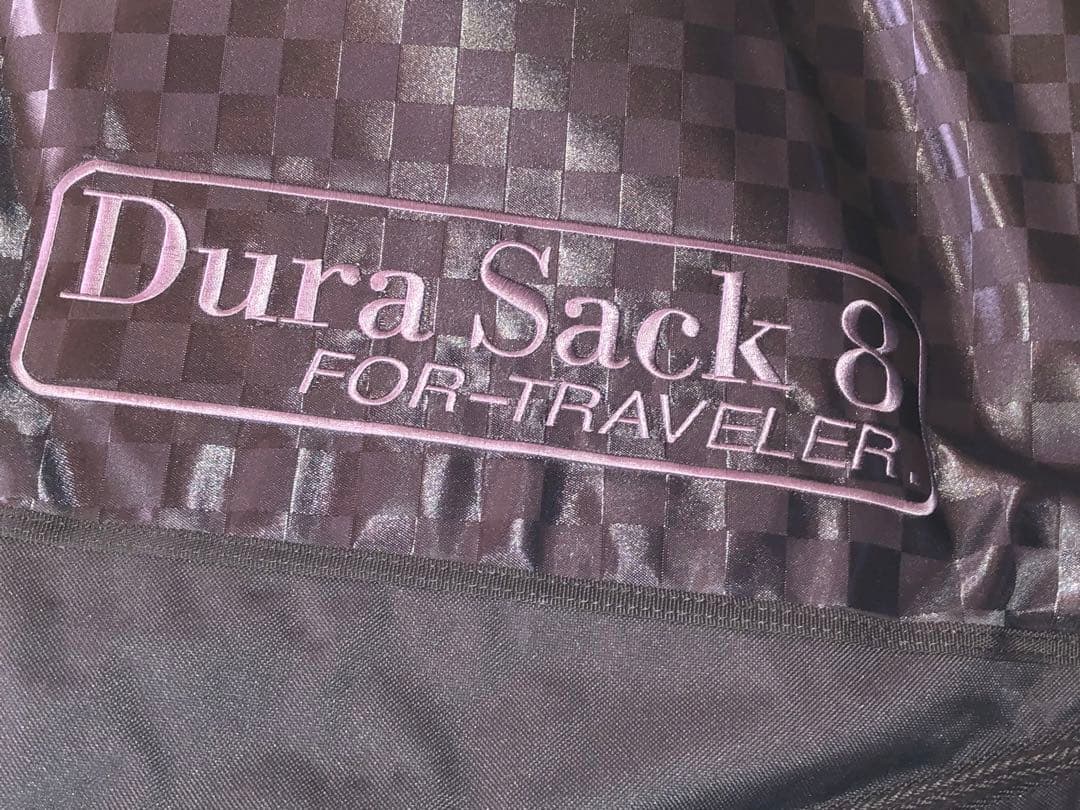 Dura Sack 8
FOR-TRAVELER.